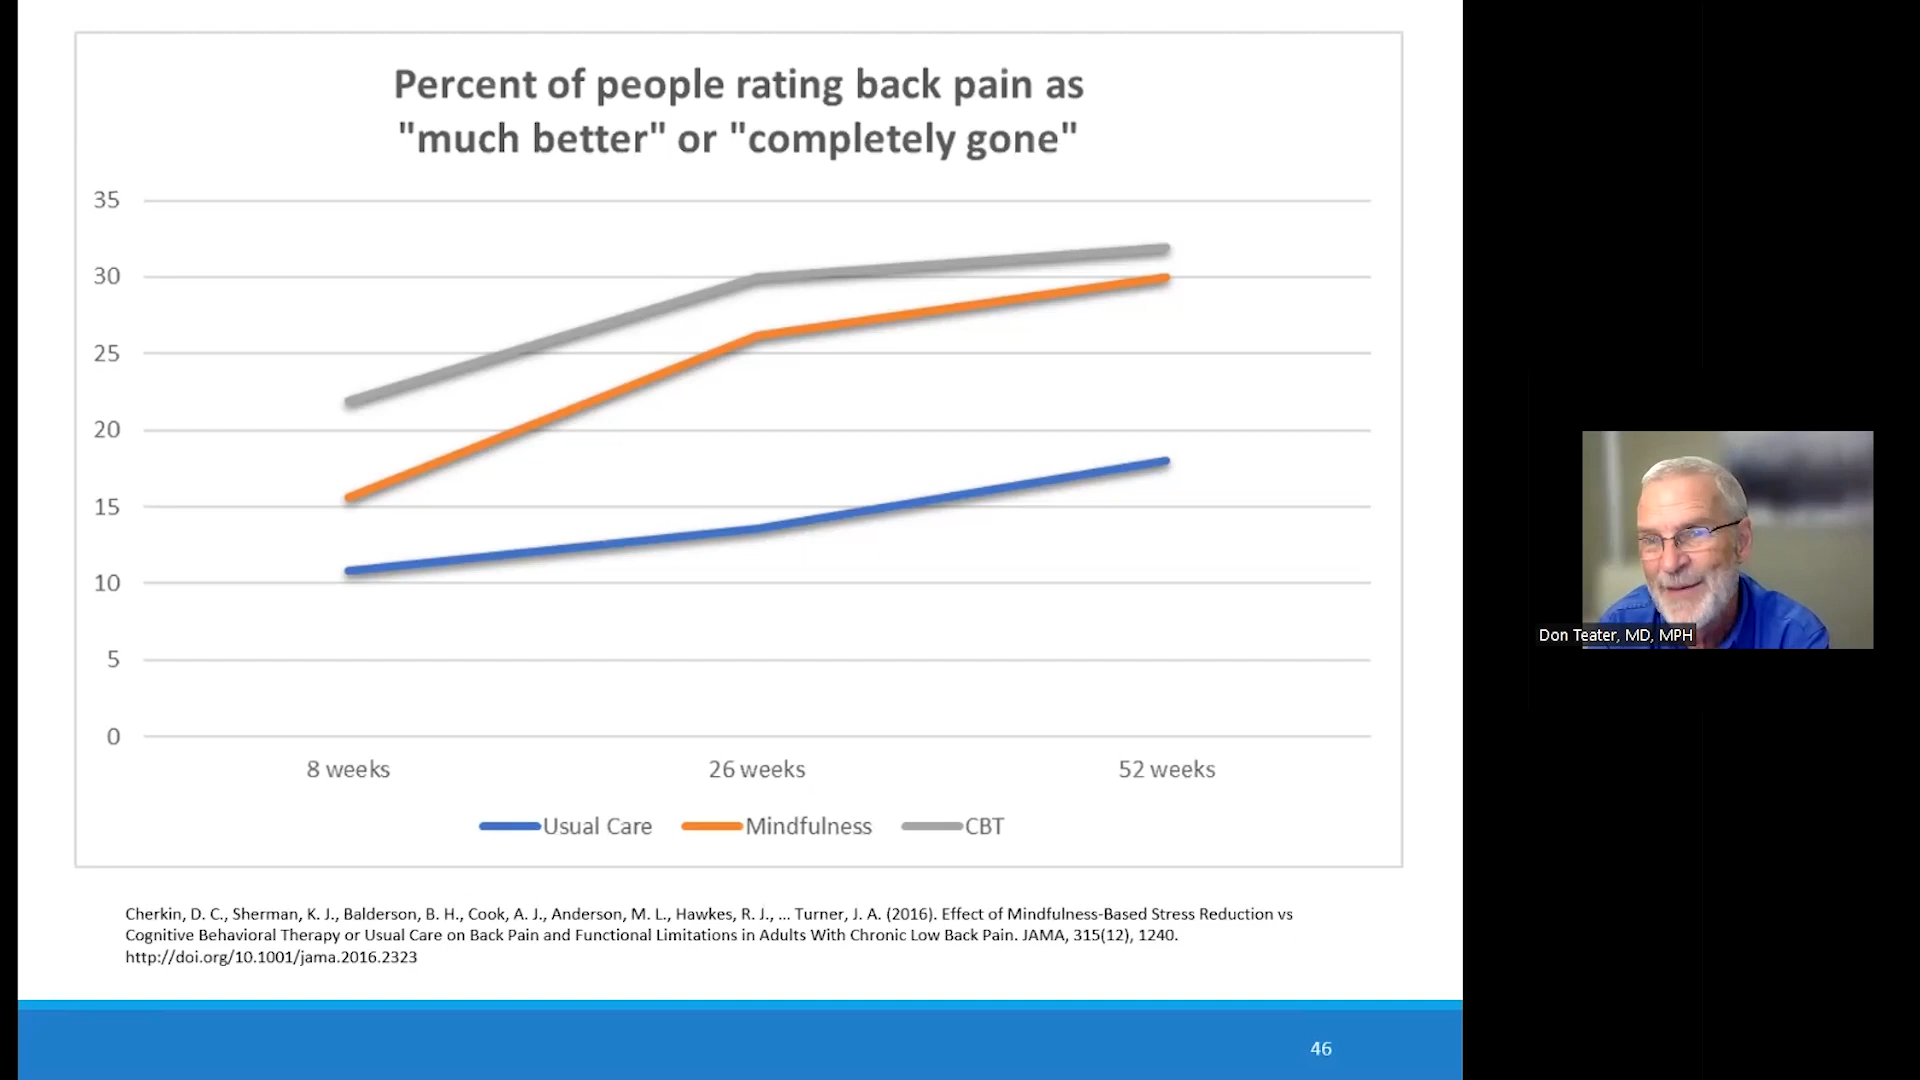 Percent of people rating back pain as
"much better" or "completely gone"
35
30
25
20
15
10
5
0
8 weeks
26 weeks
52 weeks
Usual Care
Mindfulness
CBT
Cherkin, D. C., Sherman, K. J., Balderson, B. H., Cook, A. J., Anderson, M. L., Hawkes, R. J., … Turner, J. A. (2016). Effect of Mindfulness-Based Stress Reduction vs
Cognitive Behavioral Therapy or Usual Care on Back Pain and Functional Limitations in Adults With Chronic Low Back Pain. JAMA, 315(12), 1240.
http://doi.org/10.1001/jama.2016.2323
46
Don Teater, MD, MPH